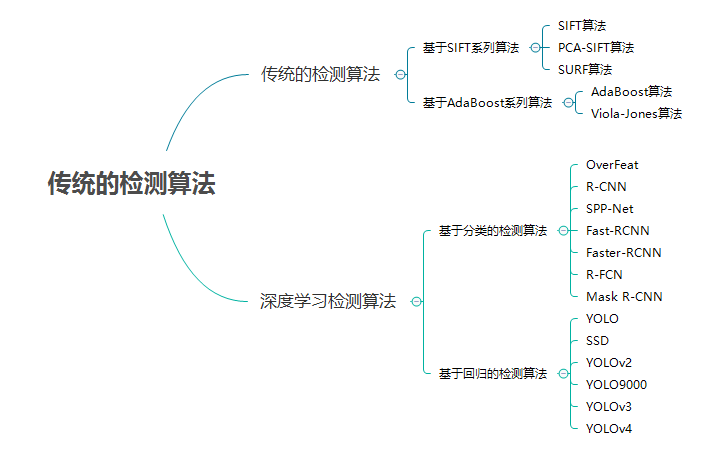 传统的检测算法
传统的检测算法
基于SIFT系列算法
SIFT算法
PCA-SIFT算法
SURF算法
基于AdaBoost系列算法
AdaBoost算法
Viola-Jones算法
深度学习检测算法
基于分类的检测算法
OverFeat
R-CNN
SPP-Net
Fast-RCNN
Faster-RCNN
R-FCN
Mask R-CNN
基于回归的检测算法
YOLO
SSD
YOLOv2
YOLO9000
YOLOv3
YOLOv4